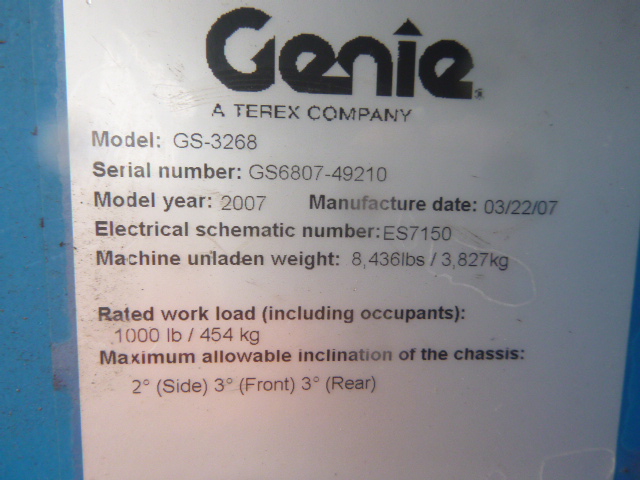 Genie
A TEREX COMPANY
Model: GS-3268
Serial number: GS6807-49210
Model year: 2007 Manufacture date: 03/22/07
Electrical schematic number:ES7150
Machine unladen weight: 8,436lbs / 3,827kg
Rated work load (including occupants):
1000 lb / 454 kg
Maximum allowable inclination of the chassis:
2° (Side) 3° (Front) 3° (Rear)